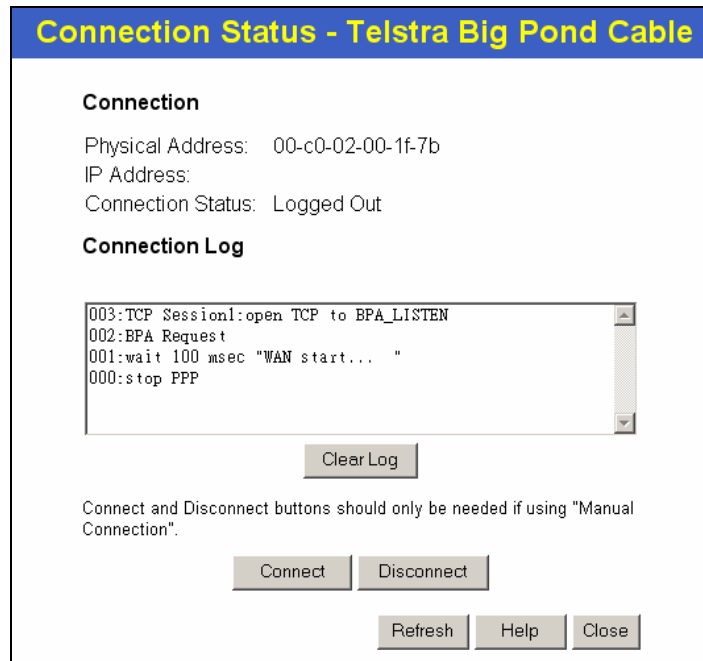 Connection Status - Telstra Big Pond Cable
Connection
Physical Address: 00-c0-02-00-1f-7b
IP Address:
Connection Status: Logged Out
Connection Log
003:TCP Session1:open TCP to BPA_LISTEN
002:BPA Request
001:wait 100 msec "WAN start... "
000:stop PPP
Clear Log
Connect and Disconnect buttons should only be needed if using "Manual
Connection".
Connect Disconnect
Refresh Help Close